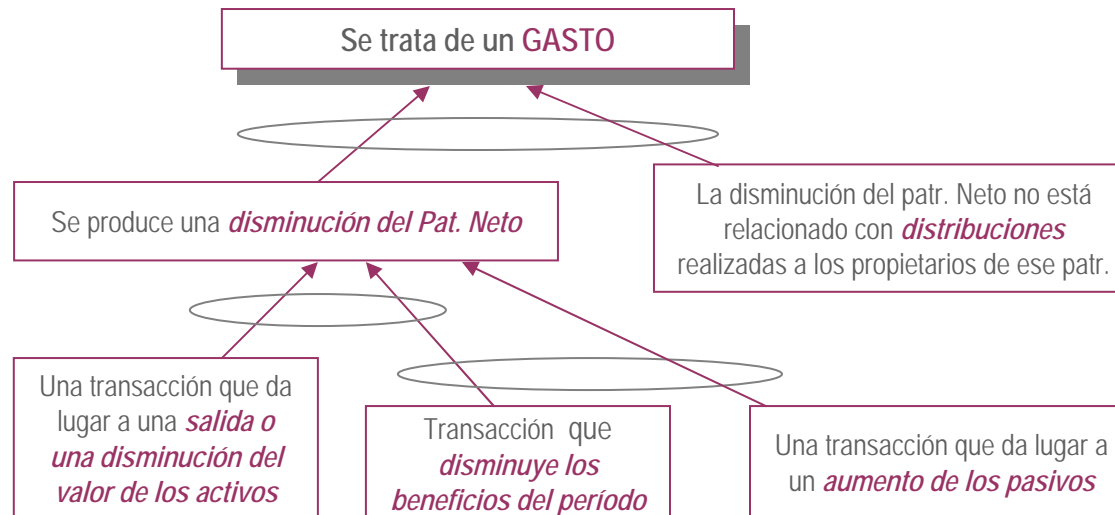 Se trata de un GASTO
Se produce una disminución del Pat. Neto
La disminución del patr. Neto no está
relacionado con distribuciones
realizadas a los propietarios de ese patr.
Una transacción que da
lugar a una salida o
una disminución del
valor de los activos
Transacción que
disminuye los
beneficios del período
Una transacción que da lugar a
un aumento de los pasivos